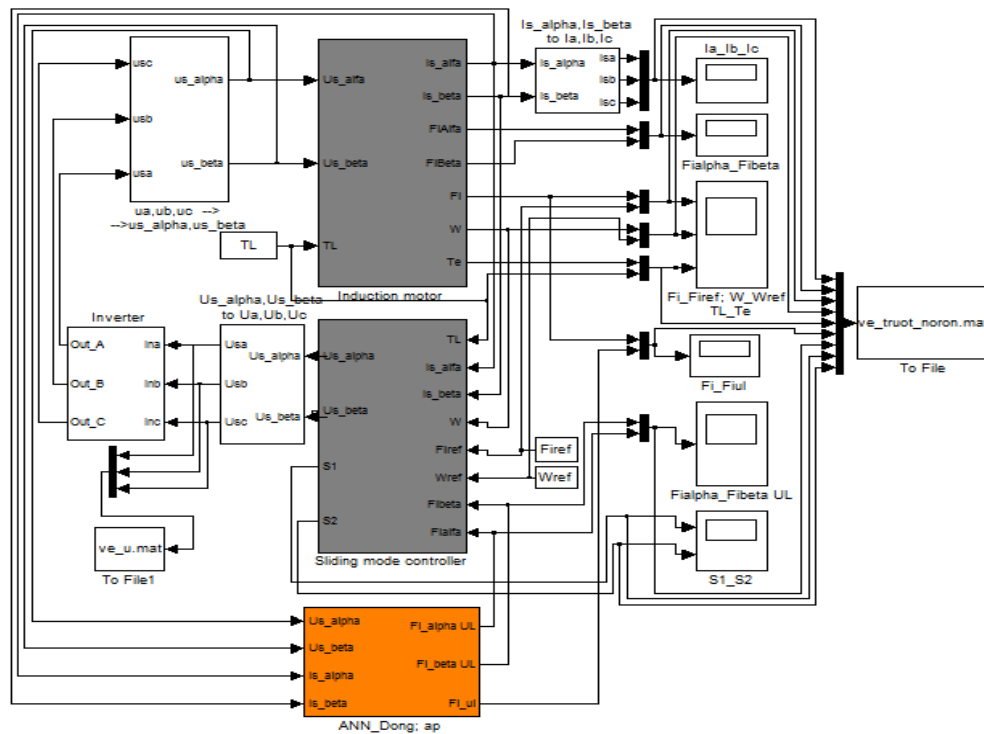 usc
usb
usa
us_alpha
us_beta
ua,ub,uc -->
-->us_alpha,us_beta
TL
Us_alfa
Us_beta
TL
Is_alfa
Is_beta
FIAlfa
FIBeta
FI
W
Te
Induction motor
Is_alpha,Is_beta
to Ia,Ib,Ic
Is_alpha
Is_beta
Isa
Isb
Isc
Ia_Ib_Ic
Fialpha_Fibeta
Fi_Firef; W_Wref
TL_Te
ve_truot_noron.mat
To File
Us_alpha,Us_beta
to Ua,Ub,Uc
Usa
Usb
Usc
Us_alpha
Us_beta
Inverter
Out_A
Out_B
Out_C
Ina
Inb
Inc
ve_u.mat
To File1
Us_alpha
Us_beta
S1
S2
TL
Is_alfa
Is_beta
W
Firef
Wref
FIbeta
FIalfa
Sliding mode controller
Firef
Wref
Fi_Fiul
Fialpha_Fibeta UL
S1_S2
Us_alpha
Us_beta
Is_alpha
Is_beta
FI_alpha UL
FI_beta UL
FI_ul
ANN_Dong; ap